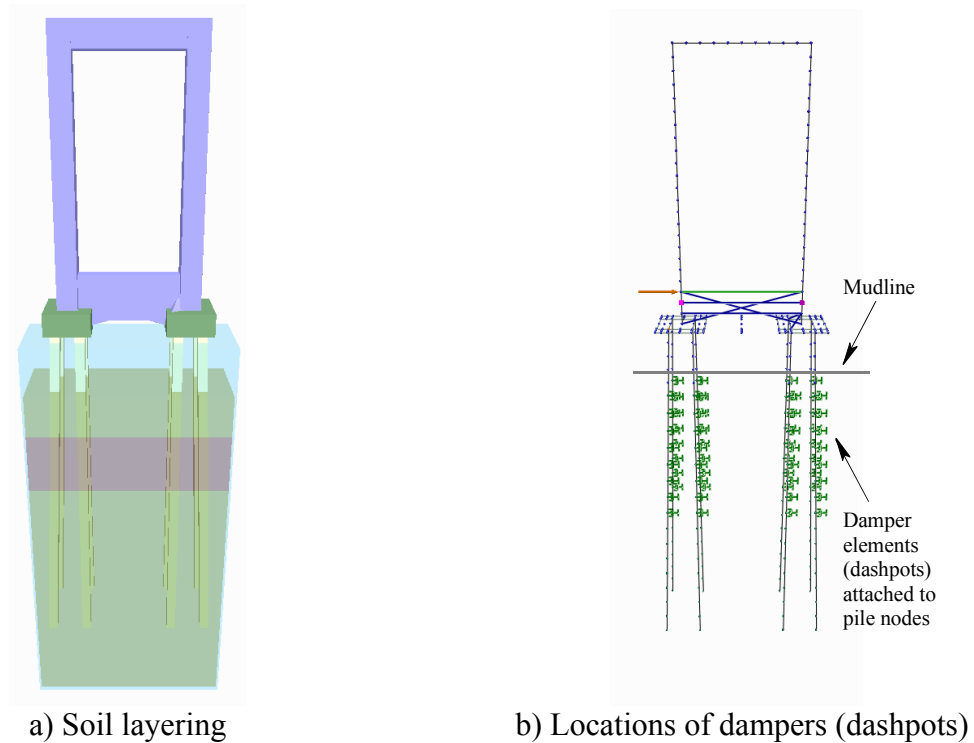 Mudline
Damper
elements
(dashpots)
attached to
pile nodes
a) Soil layering
b) Locations of dampers (dashpots)